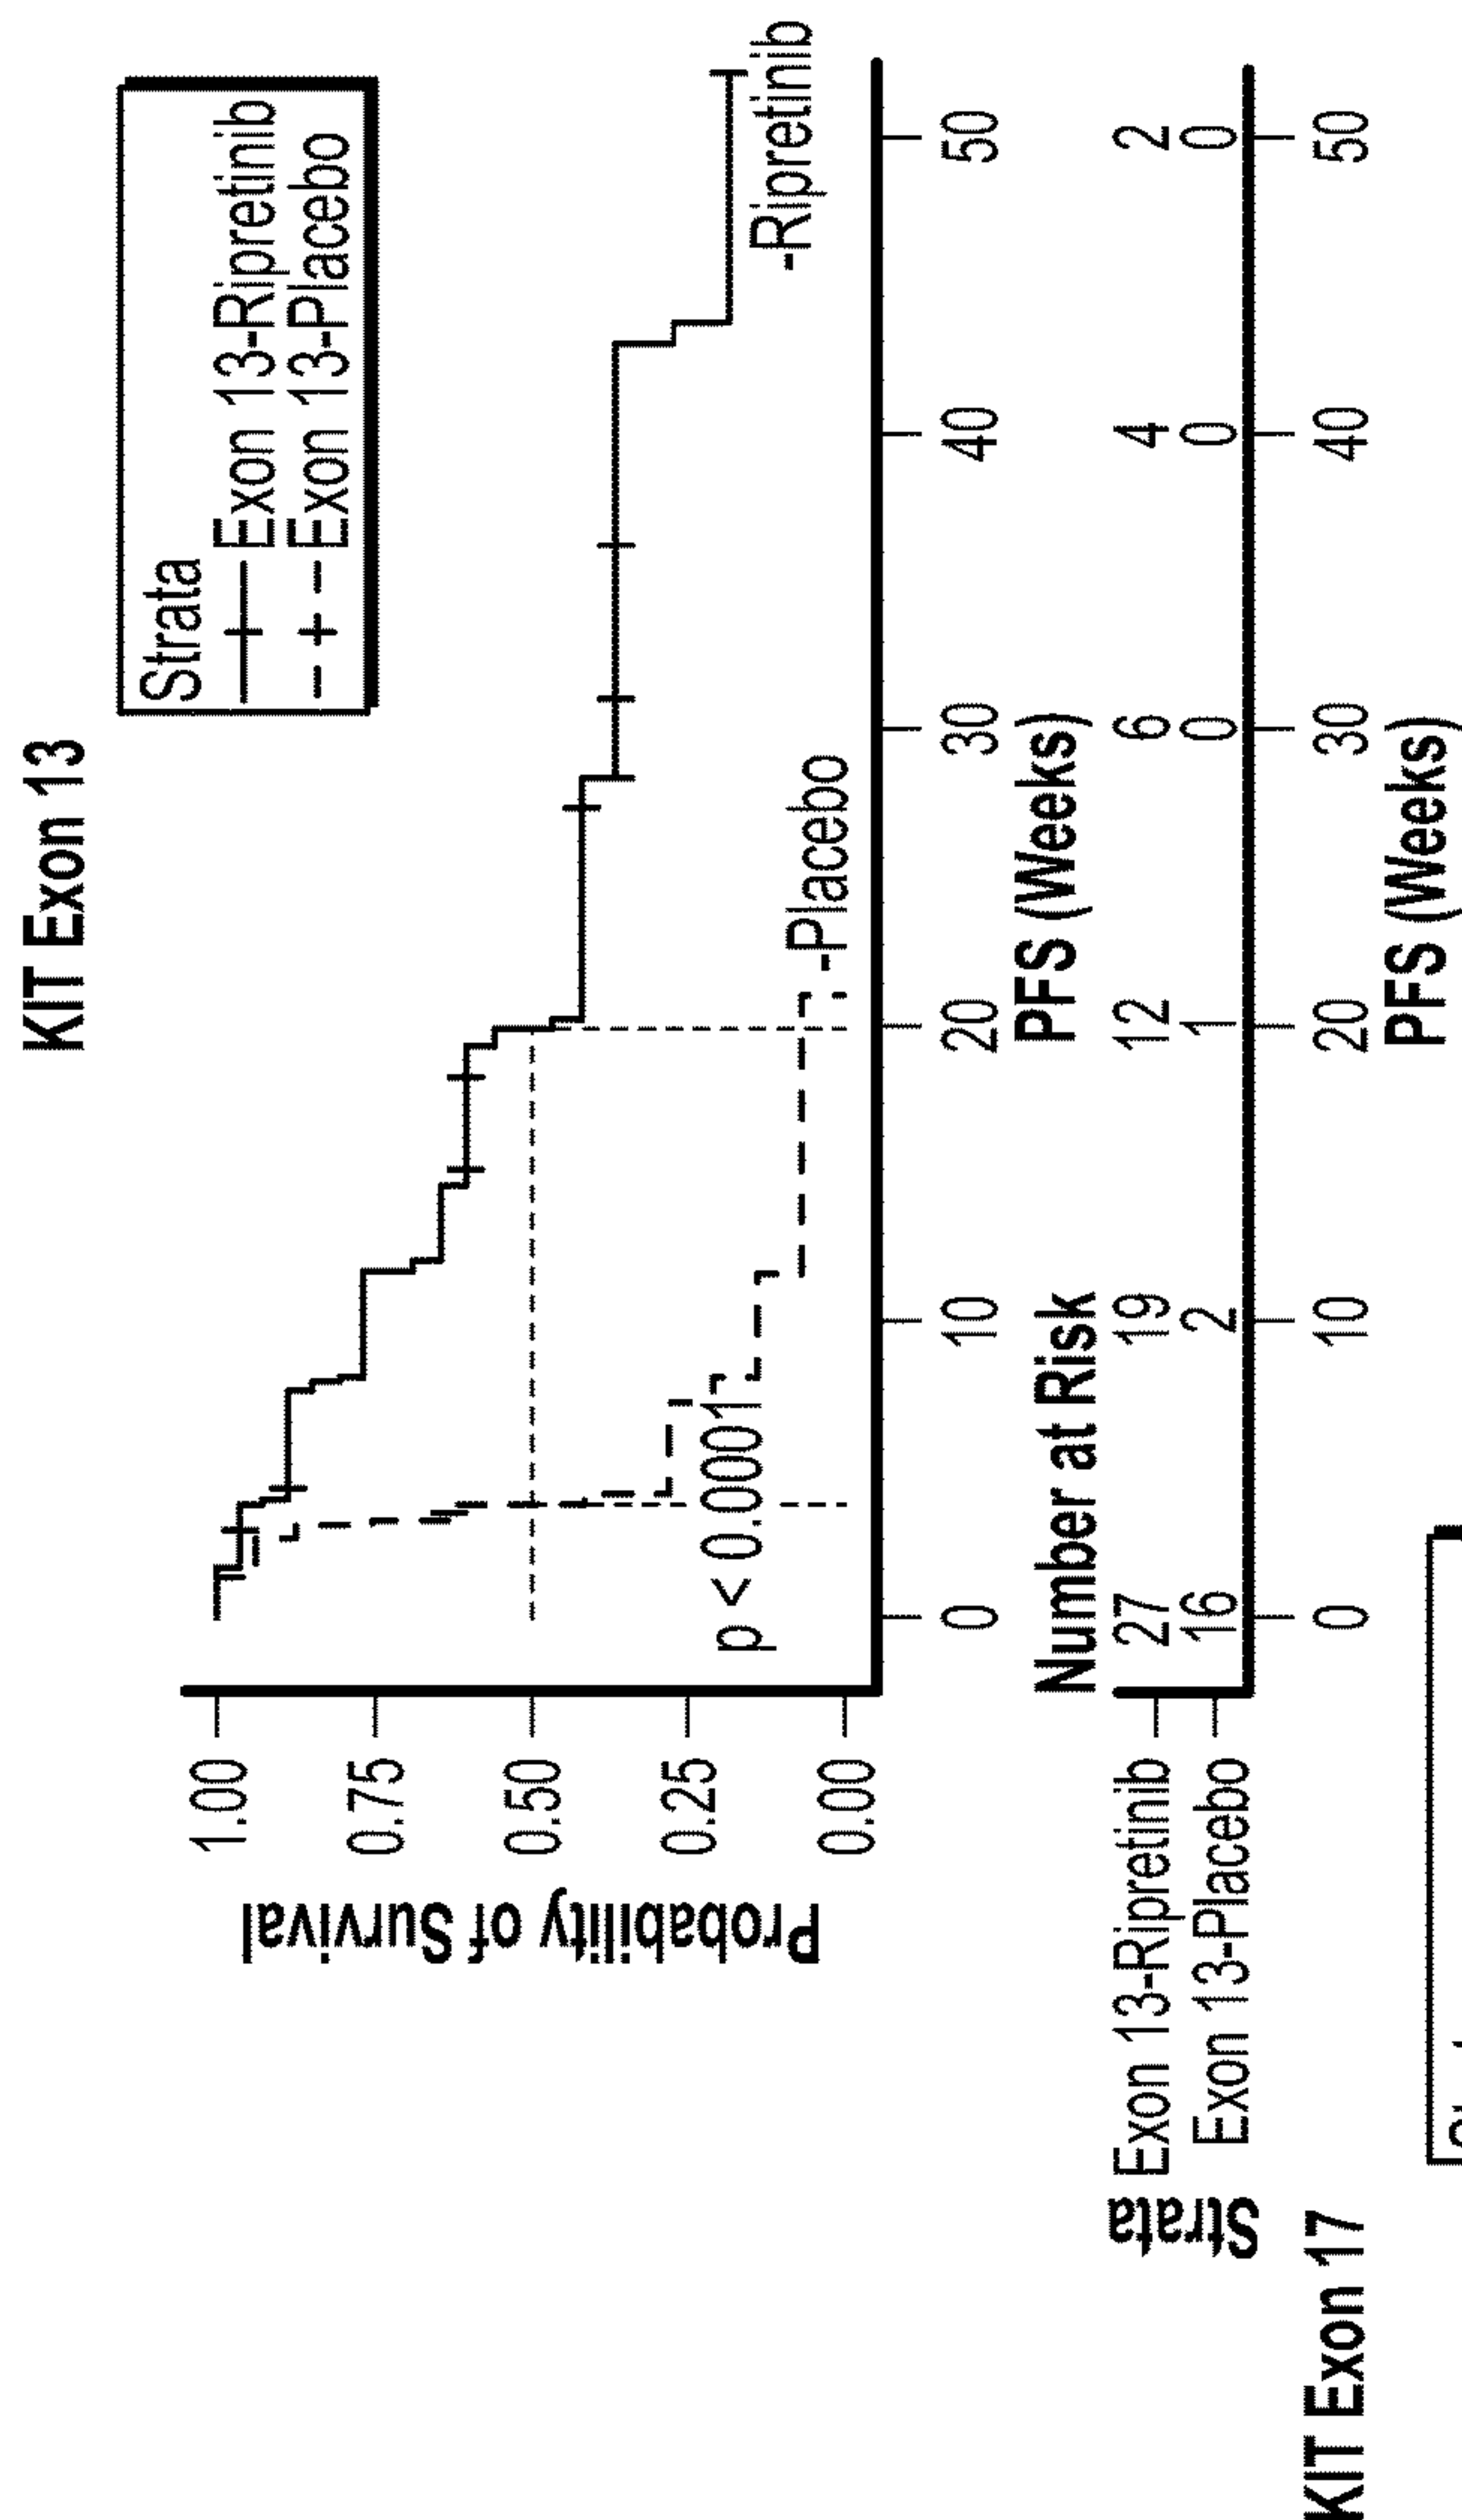 KIT Exon 13
Strata
Exon 13-Ripretinib
Exon 13-Placebo
Probability of Survival
1.00
0.75
0.50
0.25
0.00
p < 0.0001
-Placebo
-Ripretinib
0 10 20 30 40 50
PFS (Weeks)
Number at Risk
Strata
Exon 13-Ripretinib 27 19 12 6 4 2
Exon 13-Placebo 16 2 1 0 0 0
0 10 20 30 40 50
PFS (Weeks)
KIT Exon 17